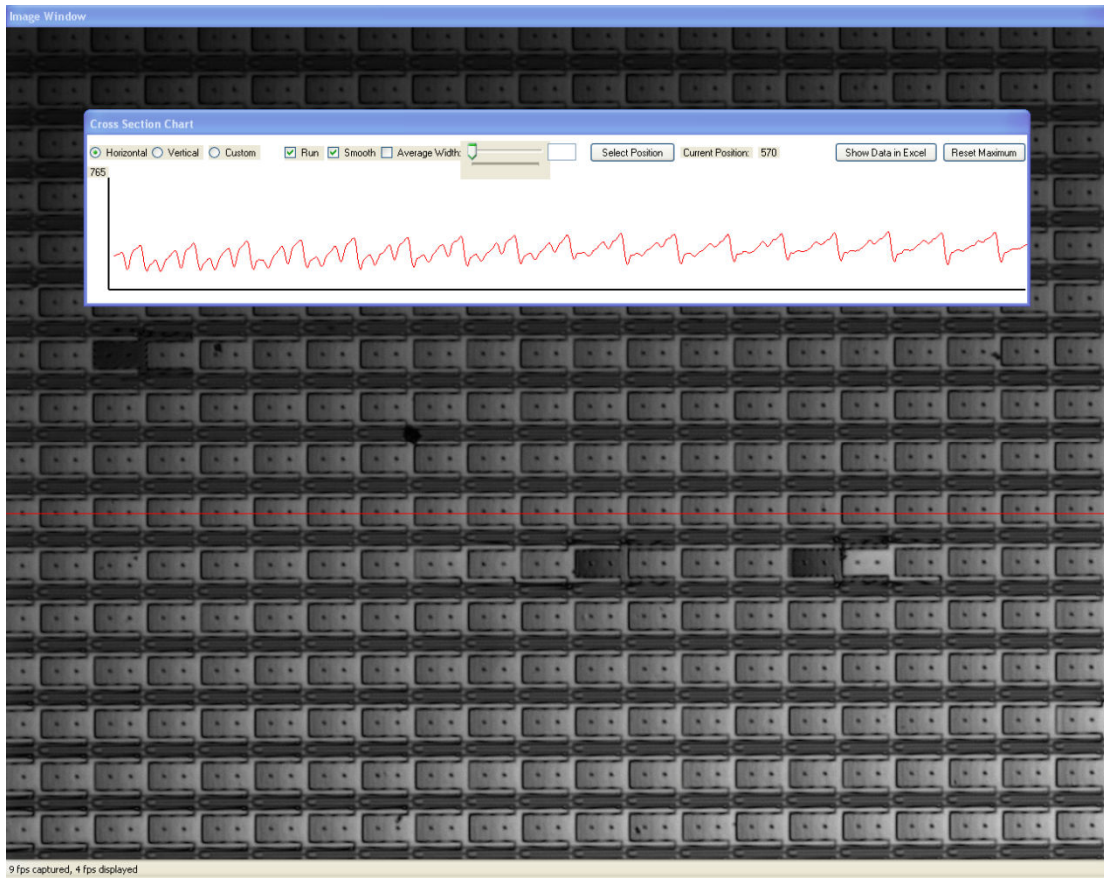 Image Window
Cross Section Chart
Horizontal Vertical Custom Run Smooth Average Width: Select Position Current Position: 570 Show Data in Excel Reset Maximum
765
9 fps captured, 4 fps displayed